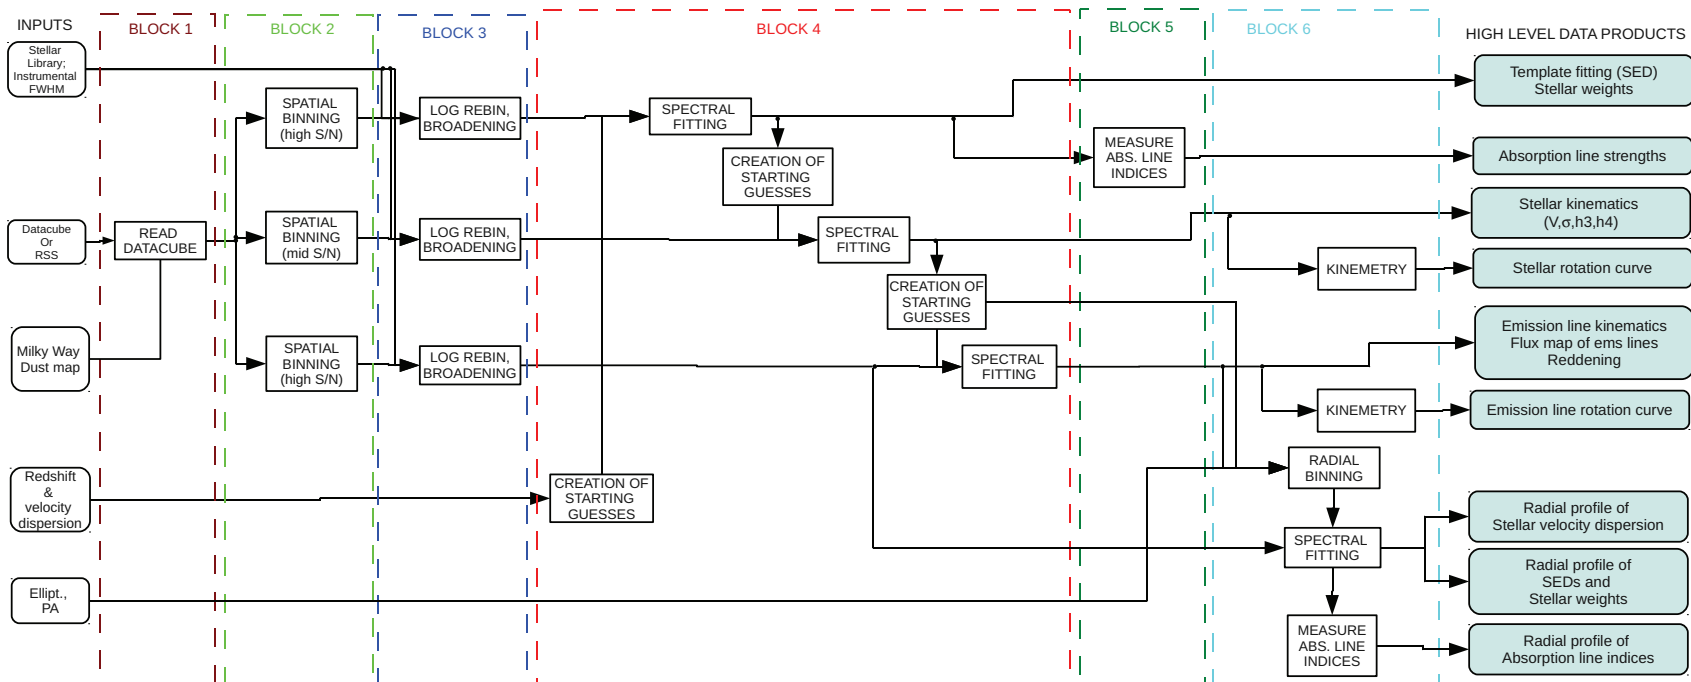 INPUTS
BLOCK 1
BLOCK 2
BLOCK 3
BLOCK 4
BLOCK 5
BLOCK 6
HIGH LEVEL DATA PRODUCTS
Stellar
Library;
Instrumental
FWHM
Datacube
Or
RSS
Milky Way
Dust map
Redshift
&
velocity
dispersion
Ellipt.,
PA
READ
DATACUBE
SPATIAL
BINNING
(high S/N)
SPATIAL
BINNING
(mid S/N)
SPATIAL
BINNING
(high S/N)
LOG REBIN,
BROADENING
LOG REBIN,
BROADENING
LOG REBIN,
BROADENING
SPECTRAL
FITTING
CREATION OF
STARTING
GUESSES
SPECTRAL
FITTING
CREATION OF
STARTING
GUESSES
SPECTRAL
FITTING
CREATION OF
STARTING
GUESSES
MEASURE
ABS. LINE
INDICES
KINEMETRY
KINEMETRY
RADIAL
BINNING
SPECTRAL
FITTING
MEASURE
ABS. LINE
INDICES
Template fitting (SED)
Stellar weights
Absorption line strengths
Stellar kinematics
(V,σ,h3,h4)
Stellar rotation curve
Emission line kinematics
Flux map of ems lines
Reddening
Emission line rotation curve
Radial profile of
Stellar velocity dispersion
Radial profile of
SEDs and
Stellar weights
Radial profile of
Absorption line indices